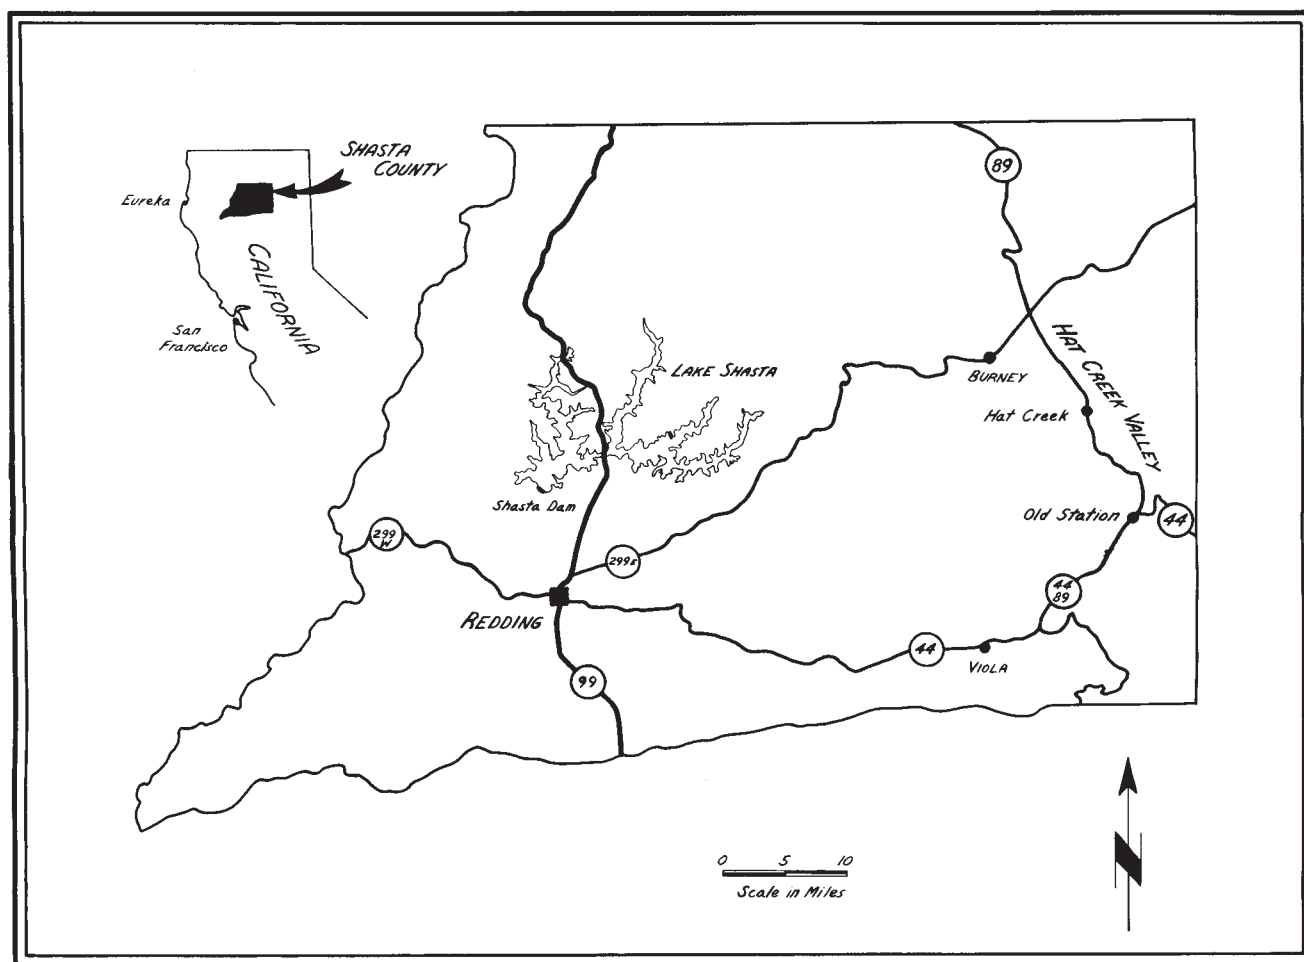 SHASTA
COUNTY
Eureka
CALIFORNIA
San
Francisco
89
LAKE SHASTA
BURNEY
HAT CREEK VALLEY
Hat Creek
Shasta Dam
Old Station
44
299
W
299E
REDDING
44
89
44
VIOLA
99
0 5 10
Scale in Miles
N